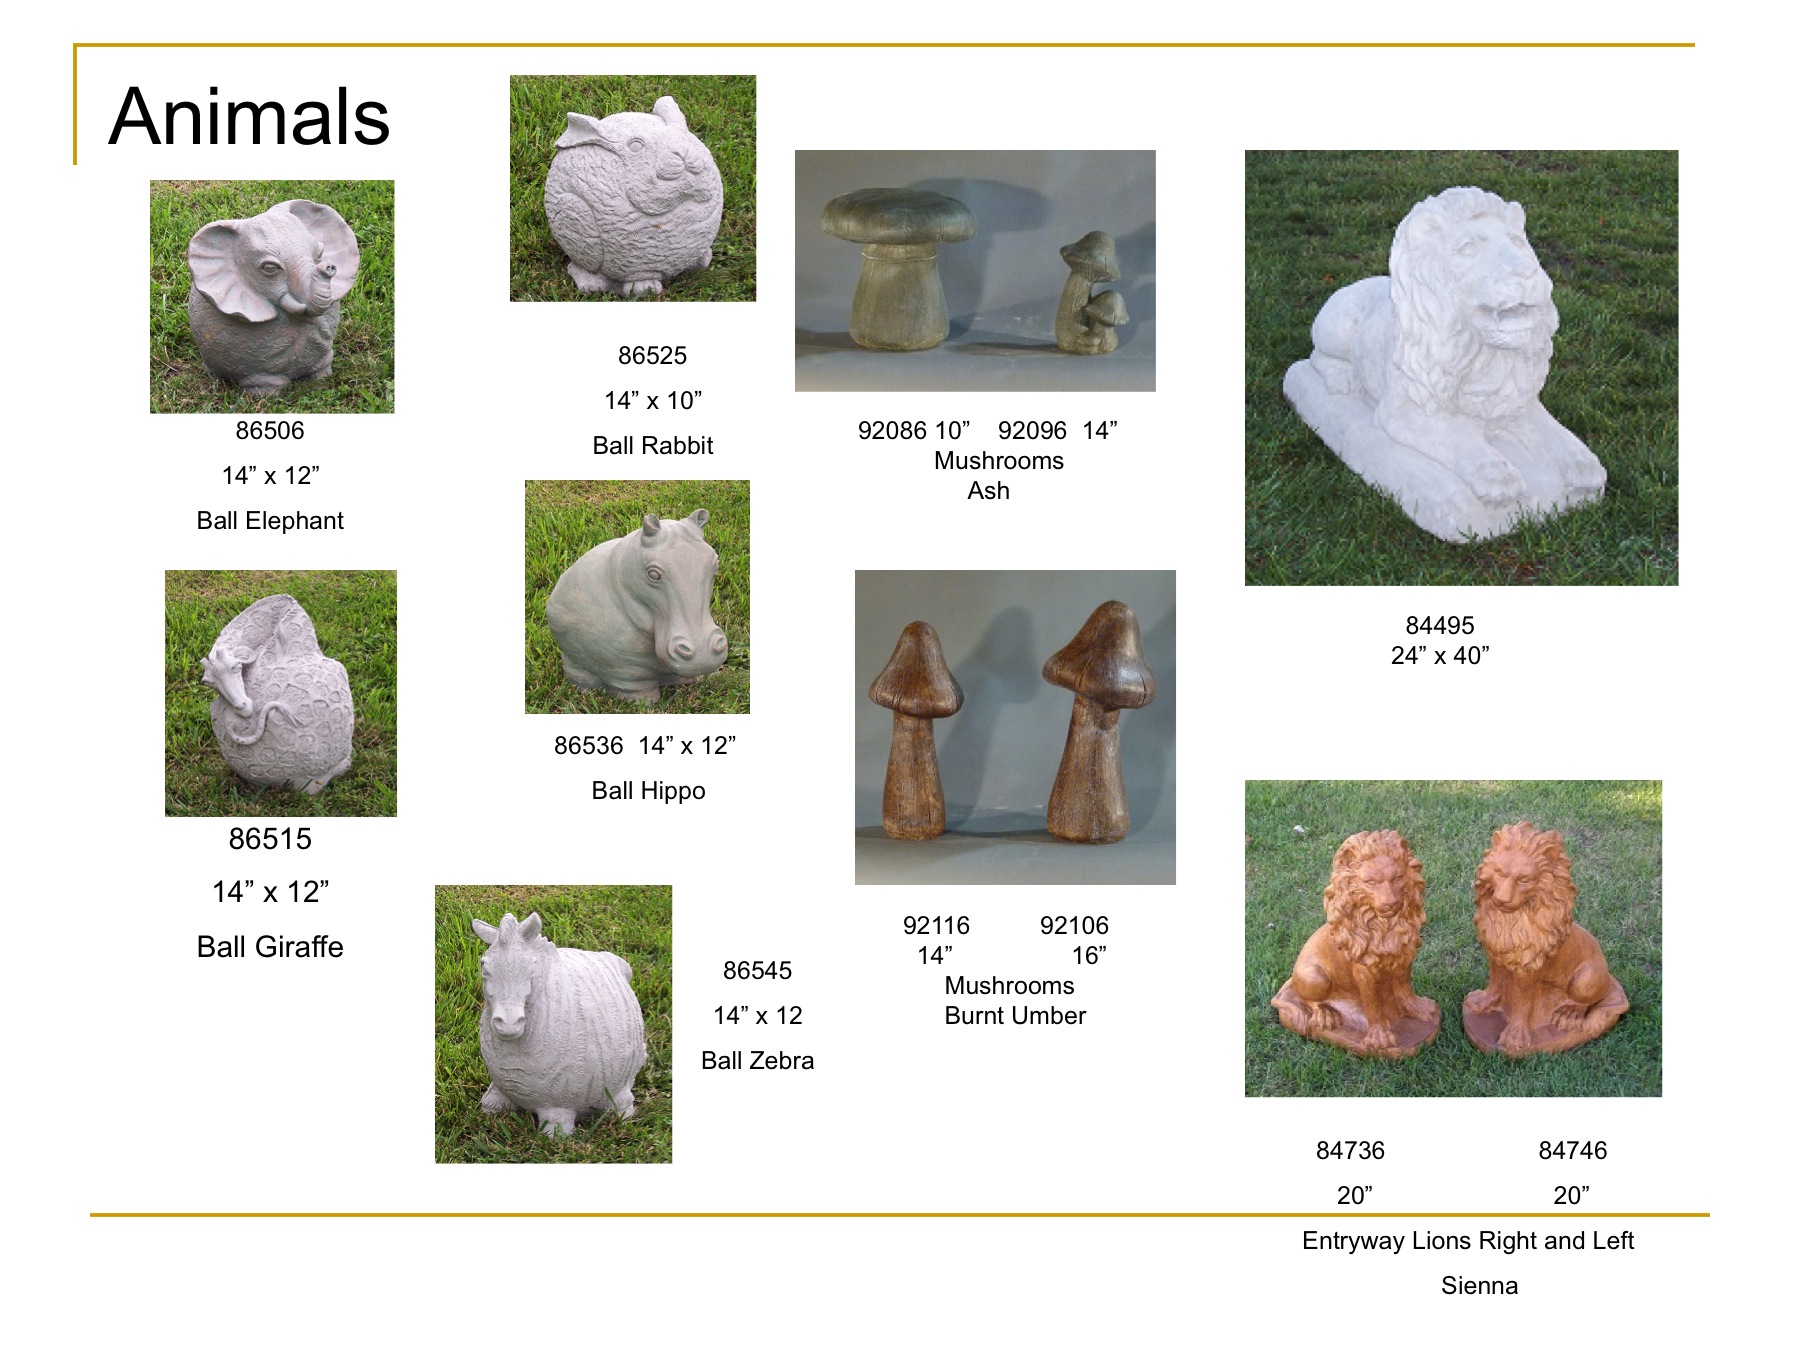 Animals
86506
14” x 12”
Ball Elephant
86515
14” x 12”
Ball Giraffe
86525
14” x 10”
Ball Rabbit
86536  14” x 12”
Ball Hippo
86545
14” x 12
Ball Zebra
92086 10”    92096  14”
Mushrooms
Ash
92116    92106
14”    16”
Mushrooms
Burnt Umber
84495
24” x 40”
84736    84746
20”    20”
Entryway Lions Right and Left
Sienna